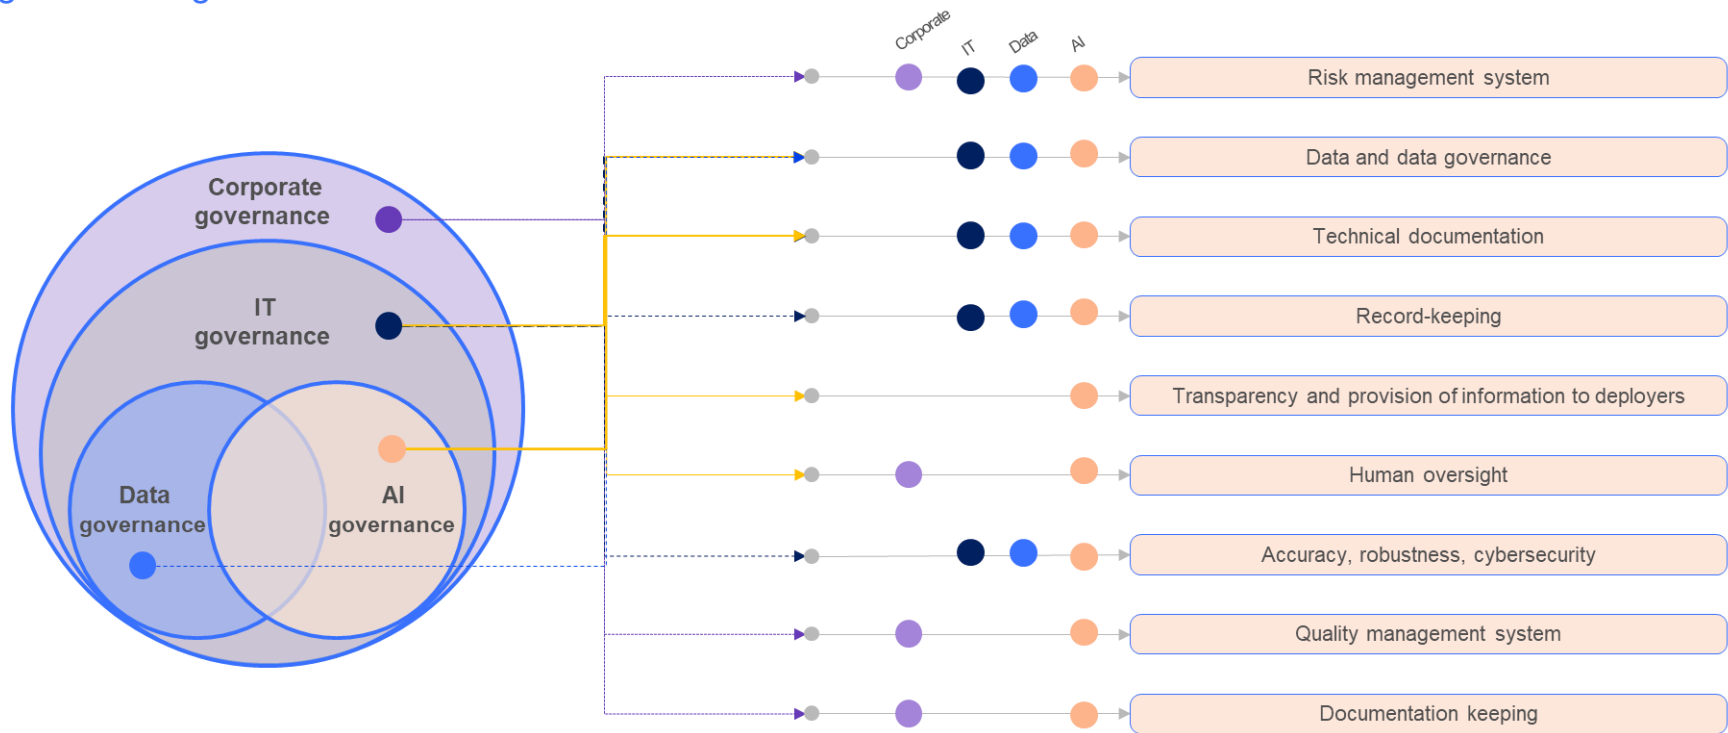 Corporate
IT
Data
AI
Risk management system
Data and data governance
Technical documentation
Record-keeping
Transparency and provision of information to deployers
Human oversight
Accuracy, robustness, cybersecurity
Quality management system
Documentation keeping
Corporate
governance
IT
governance
Data
governance
AI
governance